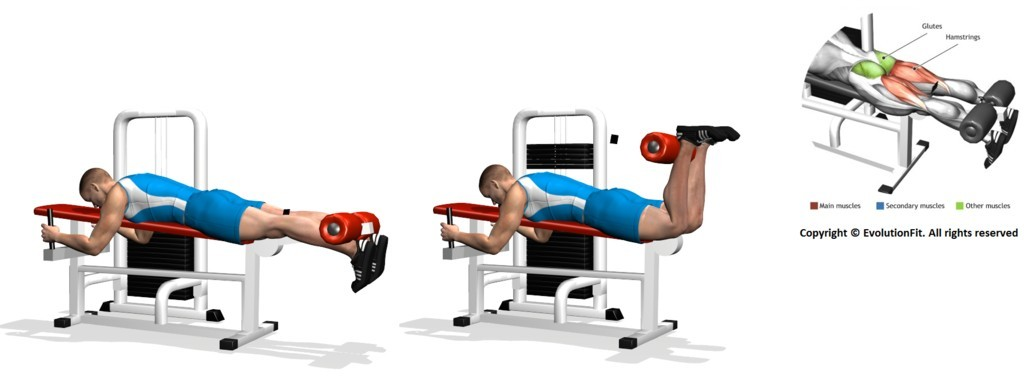 Glutes
Hamstrings
Main muscles Secondary muscles Other muscles
Copyright © EvolutionFit. All rights reserved